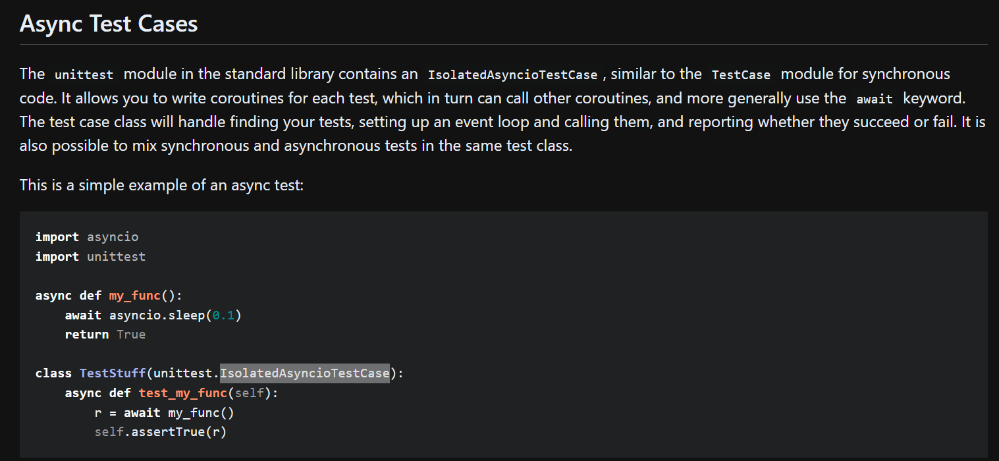 Async Test Cases
The unittest module in the standard library contains an IsolatedAsyncioTestCase , similar to the TestCase module for synchronous
code. It allows you to write coroutines for each test, which in turn can call other coroutines, and more generally use the await keyword.
The test case class will handle finding your tests, setting up an event loop and calling them, and reporting whether they succeed or fail. It is
also possible to mix synchronous and asynchronous tests in the same test class.
This is a simple example of an async test:
import asyncio
import unittest
async def my_func():
    await asyncio.sleep(0.1)
    return True
class TestStuff(unittest.IsolatedAsyncioTestCase):
    async def test_my_func(self):
        r = await my_func()
        self.assertTrue(r)